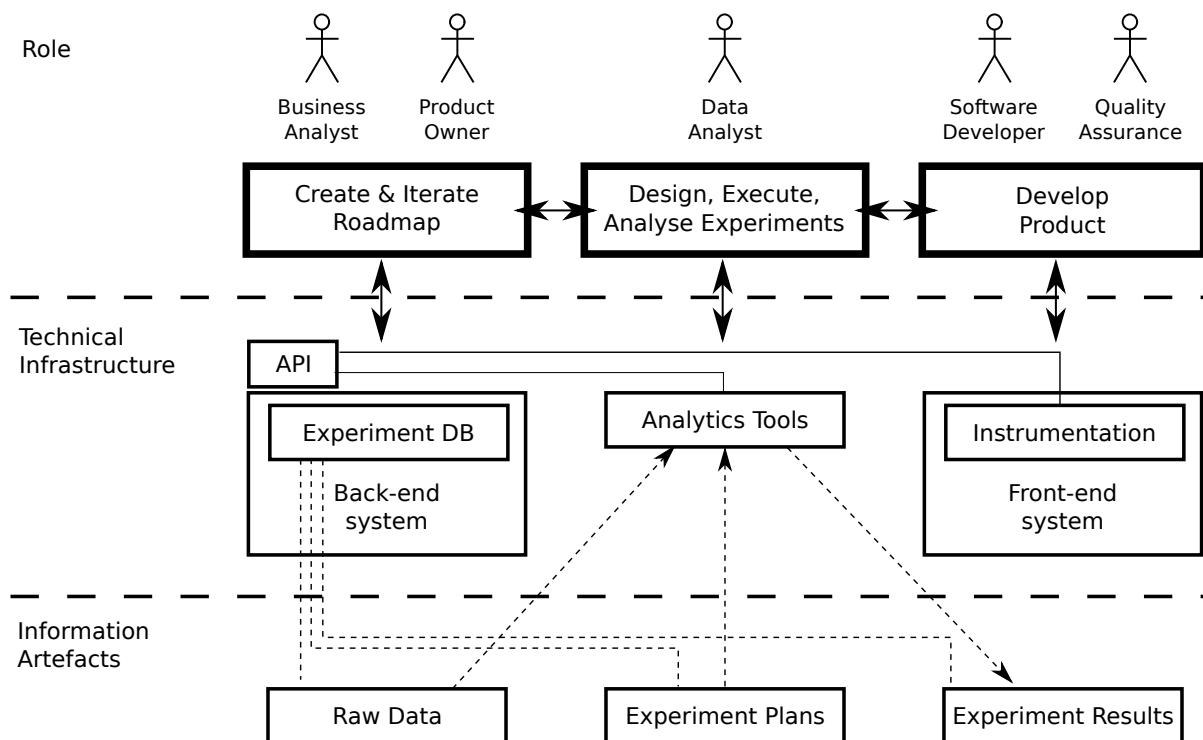 Role
Business
Analyst
Product
Owner
Data
Analyst
Software
Developer
Quality
Assurance
Create & Iterate
Roadmap
Design, Execute,
Analyse Experiments
Develop
Product
Technical
Infrastructure
API
Experiment DB
Back-end
system
Analytics Tools
Instrumentation
Front-end
system
Information
Artefacts
Raw Data
Experiment Plans
Experiment Results